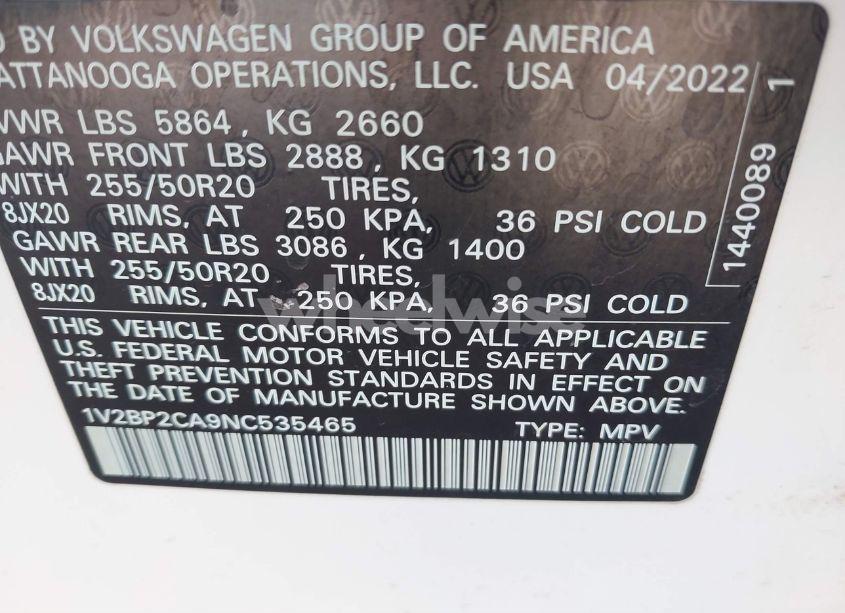 BY VOLKSWAGEN GROUP OF AMERICA
ATTANOOGA OPERATIONS, LLC. USA 04/2022
VWR LBS 5864, KG 2660
GAWR FRONT LBS 2888, KG 1310
WITH 255/50R20 TIRES,
8JX20 RIMS, AT 250 KPA, 36 PSI COLD
GAWR REAR LBS 3086, KG 1400
WITH 255/50R20 TIRES,
8JX20 RIMS, AT 250 KPA, 36 PSI COLD
THIS VEHICLE CONFORMS TO ALL APPLICABLE
U.S. FEDERAL MOTOR VEHICLE SAFETY AND
THEFT PREVENTION STANDARDS IN EFFECT ON
THE DATE OF MANUFACTURE SHOWN ABOVE.
1V2BP2CA9NC535465 TYPE: MPV
1440089 1
wheelwise